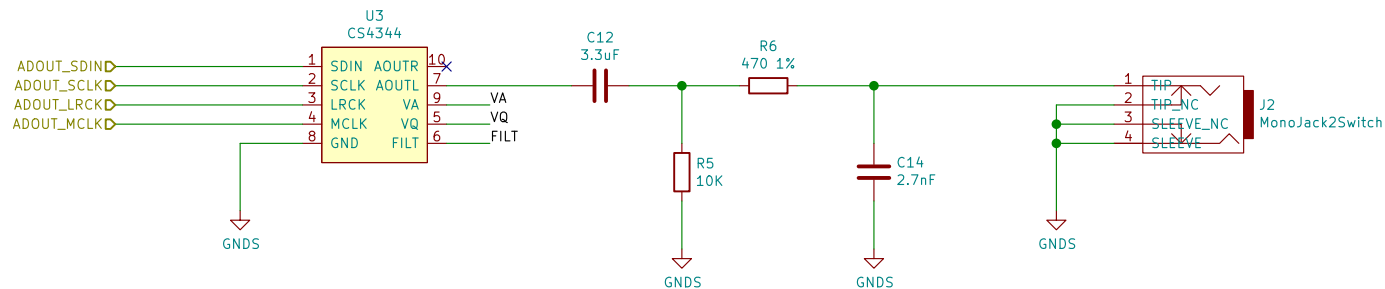 U3
CS4344
ADOUT_SDIN
ADOUT_SCLK
ADOUT_LRCK
ADOUT_MCLK
1 SDIN AOUTR 10
2 SCLK AOUTL 7
3 LRCK VA 9 VA
4 MCLK VQ 5 VQ
8 GND FILT 6 FILT
GNDS
C12
3.3uF
R5
10K
GNDS
R6
470 1%
C14
2.7nF
GNDS
1 TIP
2 TIP_NC
3 SLEEVE_NC
4 SLEEVE
J2
MonoJack2Switch
GNDS